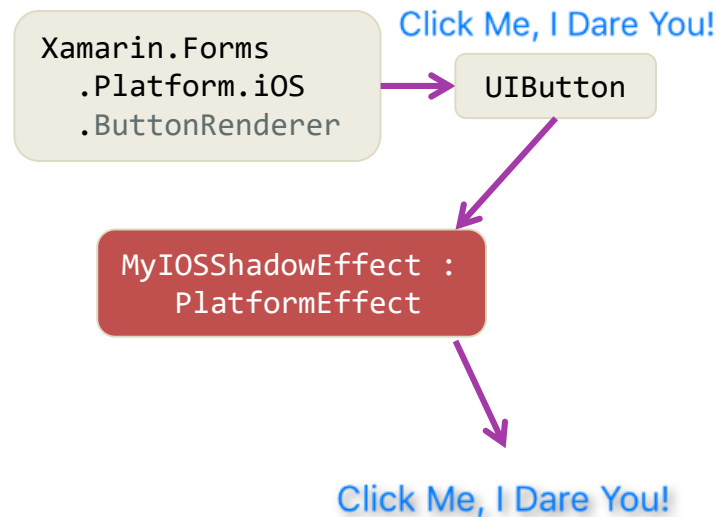 Click Me, I Dare You!
Xamarin.Forms
.Platform.iOS
.ButtonRenderer
UIButton
MyIOSShadowEffect :
PlatformEffect
Click Me, I Dare You!